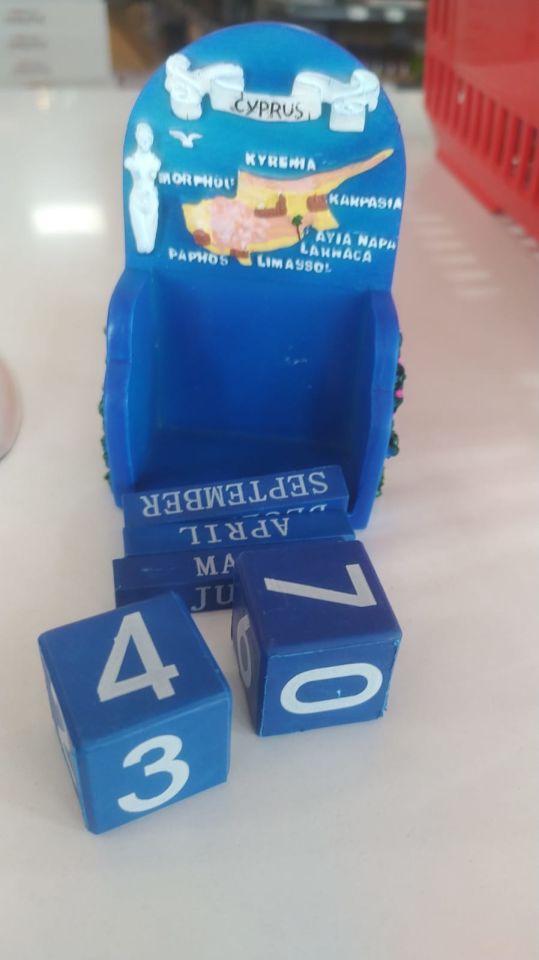 CYPRUS
KYRENIA
MORPHOU
KARPASIA
AYIA NAPA
LARNACA
PAPHOS
LIMASSOL
SEPTEMBER
APRIL
4
7
3
0